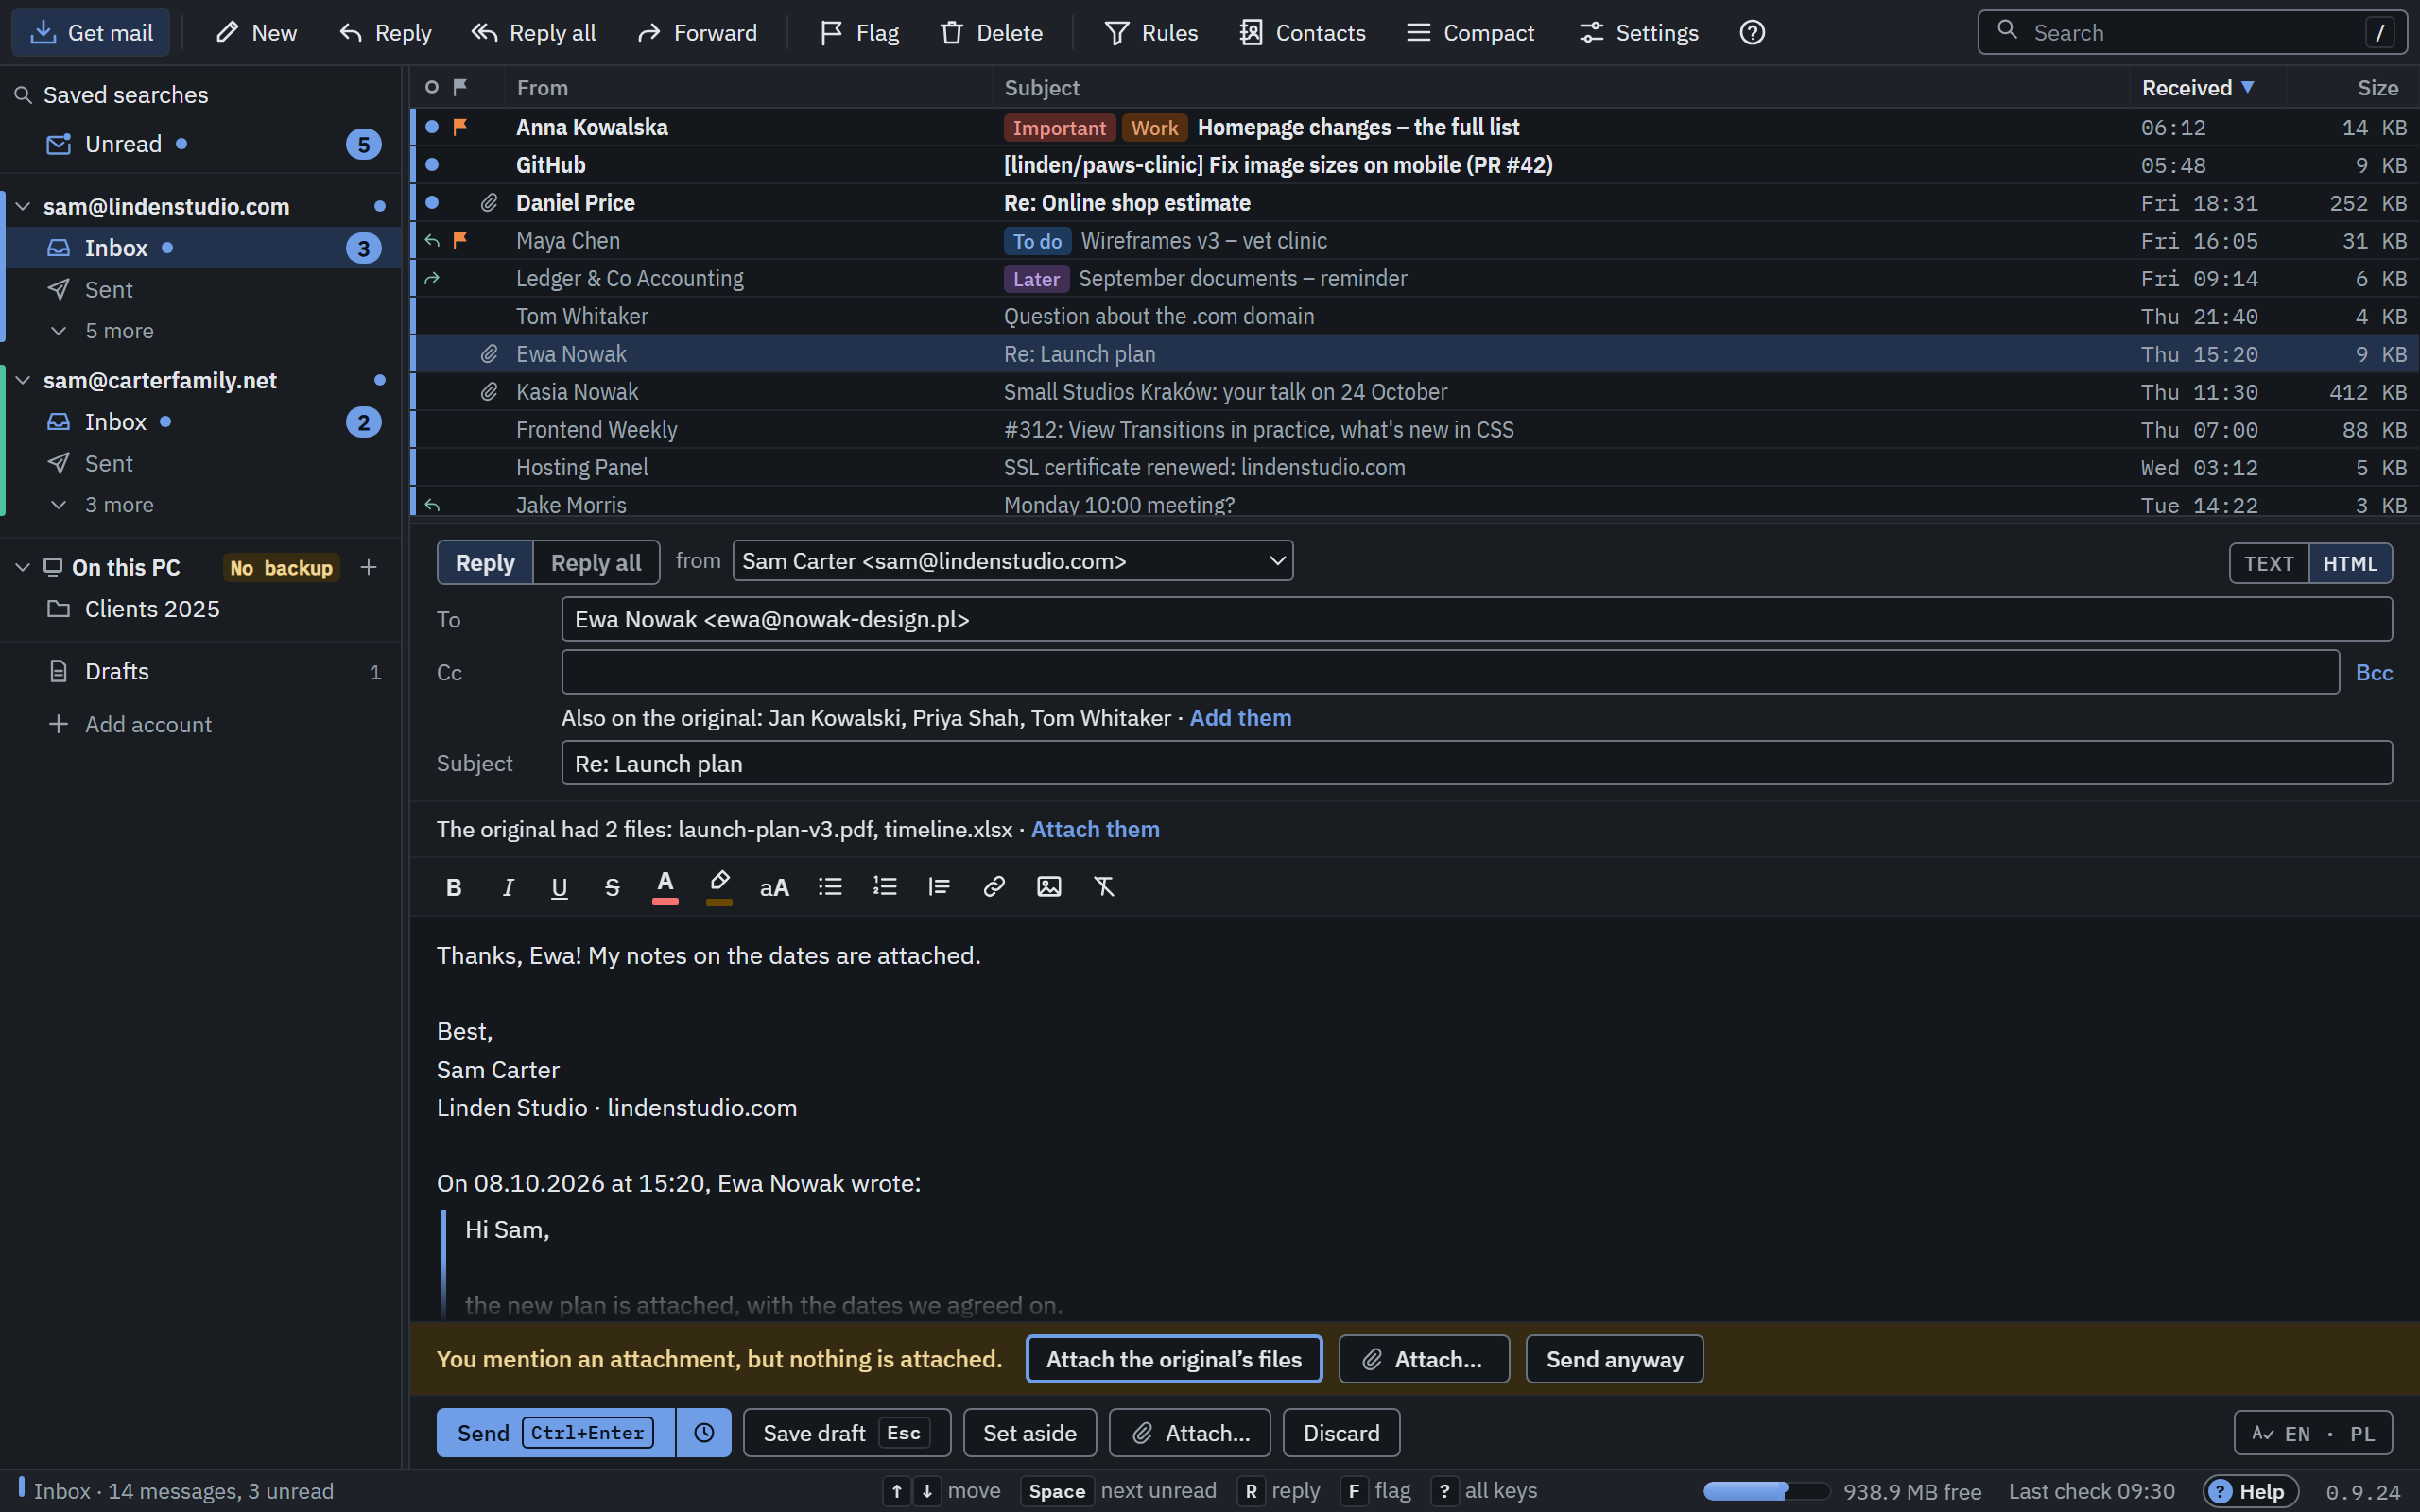 Get mail New Reply Reply all Forward Flag Delete Rules Contacts Compact Settings Search /
Saved searches
Unread 5
sam@lindenstudio.com
Inbox 3
Sent
5 more
sam@carterfamily.net
Inbox 2
Sent
3 more
On this PC No backup
Clients 2025
Drafts 1
Add account
From Subject Received Size
Anna Kowalska Important Work Homepage changes – the full list 06:12 14 KB
GitHub [linden/paws-clinic] Fix image sizes on mobile (PR #42) 05:48 9 KB
Daniel Price Re: Online shop estimate Fri 18:31 252 KB
Maya Chen To do Wireframes v3 – vet clinic Fri 16:05 31 KB
Ledger & Co Accounting Later September documents – reminder Fri 09:14 6 KB
Tom Whitaker Question about the .com domain Thu 21:40 4 KB
Ewa Nowak Re: Launch plan Thu 15:20 9 KB
Kasia Nowak Small Studios Kraków: your talk on 24 October Thu 11:30 412 KB
Frontend Weekly #312: View Transitions in practice, what's new in CSS Thu 07:00 88 KB
Hosting Panel SSL certificate renewed: lindenstudio.com Wed 03:12 5 KB
Jake Morris Monday 10:00 meeting? Tue 14:22 3 KB
Reply Reply all from Sam Carter <sam@lindenstudio.com> TEXT HTML
To Ewa Nowak <ewa@nowak-design.pl>
Cc Bcc
Also on the original: Jan Kowalski, Priya Shah, Tom Whitaker · Add them
Subject Re: Launch plan
The original had 2 files: launch-plan-v3.pdf, timeline.xlsx · Attach them
B I U S A aA
Thanks, Ewa! My notes on the dates are attached.
Best,
Sam Carter
Linden Studio · lindenstudio.com
On 08.10.2026 at 15:20, Ewa Nowak wrote:
Hi Sam,
the new plan is attached, with the dates we agreed on.
You mention an attachment, but nothing is attached. Attach the original’s files Attach… Send anyway
Send Ctrl+Enter Save draft Esc Set aside Attach… Discard EN · PL
Inbox · 14 messages, 3 unread ↑ ↓ move Space next unread R reply F flag ? all keys 938.9 MB free Last check 09:30 ? Help 0.9.24